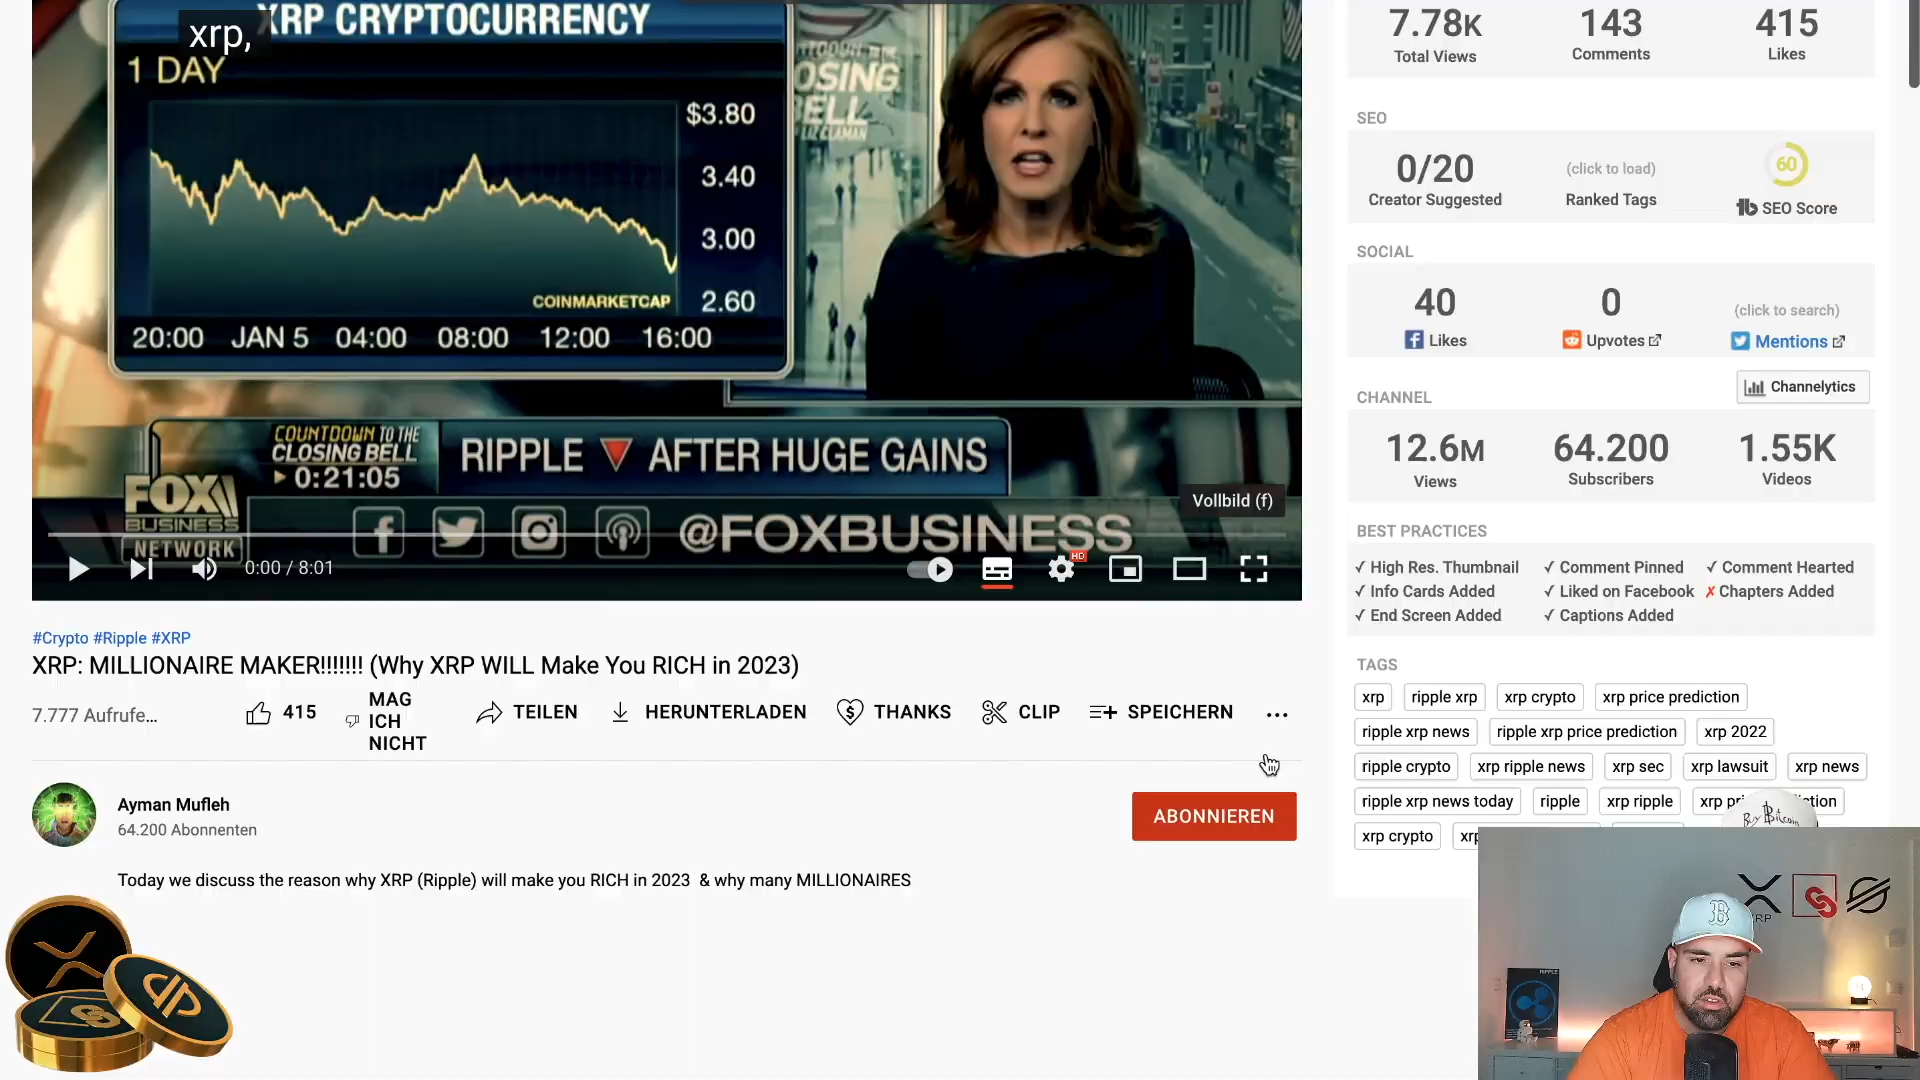 XRP CRYPTOCURRENCY
xrp,
1 DAY
$3.80
3.40
3.00
2.60
COINMARKETCAP
20:00 JAN 5 04:00 08:00 12:00 16:00
OSING
BELL
LIZ CLAMAN
COUNTDOWN TO THE
CLOSING BELL
0:21:05
RIPPLE AFTER HUGE GAINS
FOX
BUSINESS
NETWORK
@FOXBUSINESS
Vollbild (f)
0:00 / 8:01
HD
#Crypto #Ripple #XRP
XRP: MILLIONAIRE MAKER!!!!!!! (Why XRP WILL Make You RICH in 2023)
7.777 Aufrufe...
415
MAG
ICH
NICHT
TEILEN
HERUNTERLADEN
THANKS
CLIP
SPEICHERN
...
Ayman Mufleh
64.200 Abonnenten
ABONNIEREN
Today we discuss the reason why XRP (Ripple) will make you RICH in 2023 & why many MILLIONAIRES
7.78K 143 415
Total Views Comments Likes
SEO
0/20 (click to load) 60
Creator Suggested Ranked Tags SEO Score
SOCIAL
40 0 (click to search)
Likes Upvotes Mentions
CHANNEL Channelytics
12.6M 64.200 1.55K
Views Subscribers Videos
BEST PRACTICES
✓ High Res. Thumbnail ✓ Comment Pinned ✓ Comment Hearted
✓ Info Cards Added ✓ Liked on Facebook ✗ Chapters Added
✓ End Screen Added ✓ Captions Added
TAGS
xrp ripple xrp xrp crypto xrp price prediction
ripple xrp news ripple xrp price prediction xrp 2022
ripple crypto xrp ripple news xrp sec xrp lawsuit xrp news
ripple xrp news today ripple xrp ripple xrp
xrp crypto
Buy Bitcoin
B
RIPPLE